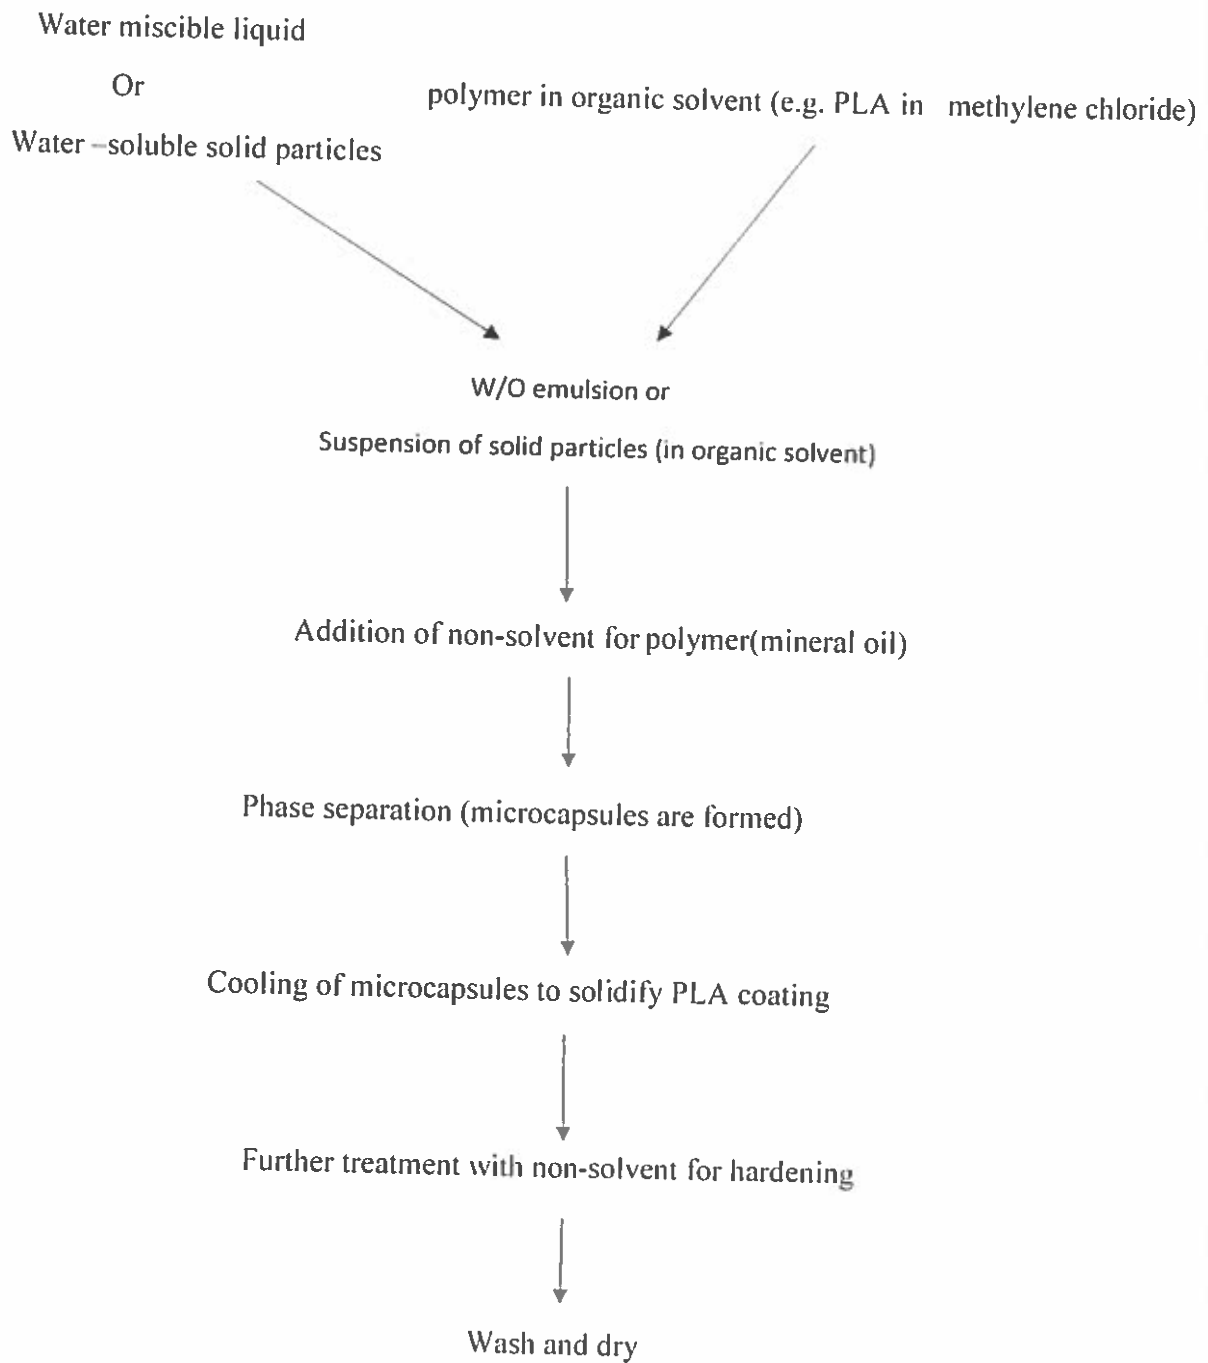 Water miscible liquid
Or
Water –soluble solid particles
polymer in organic solvent (e.g. PLA in methylene chloride)
W/O emulsion or
Suspension of solid particles (in organic solvent)
Addition of non-solvent for polymer(mineral oil)
Phase separation (microcapsules are formed)
Cooling of microcapsules to solidify PLA coating
Further treatment with non-solvent for hardening
Wash and dry